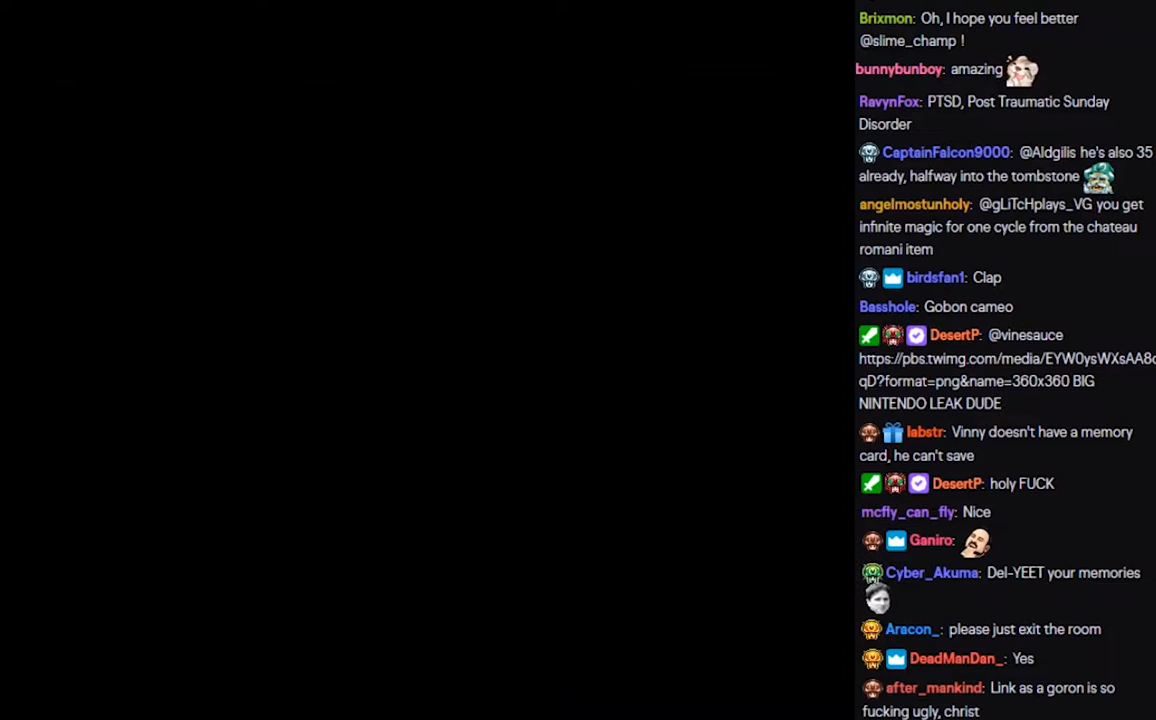 Brixmon: Oh, I hope you feel better
@slime_champ !
bunnybunboy: amazing
RavynFox: PTSD, Post Traumatic Sunday
Disorder
CaptainFalcon9000: @Aldgilis he's also 35
already, halfway into the tombstone
angelmostunholy: @gLiTcHplays_VG you get
infinite magic for one cycle from the chateau
romani item
birdsfan1: Clap
Basshole: Gobon cameo
DesertP: @vinesauce
https://pbs.twimg.com/media/EYW0ysWXsAA8c
qD?format=png&name=360x360 BIG
NINTENDO LEAK DUDE
labstr: Vinny doesn't have a memory
card, he can't save
DesertP: holy FUCK
mcfly_can_fly: Nice
Ganiro:
Cyber_Akuma: Del-YEET your memories
Aracon_: please just exit the room
DeadManDan_: Yes
after_mankind: Link as a goron is so
fucking ugly, christ